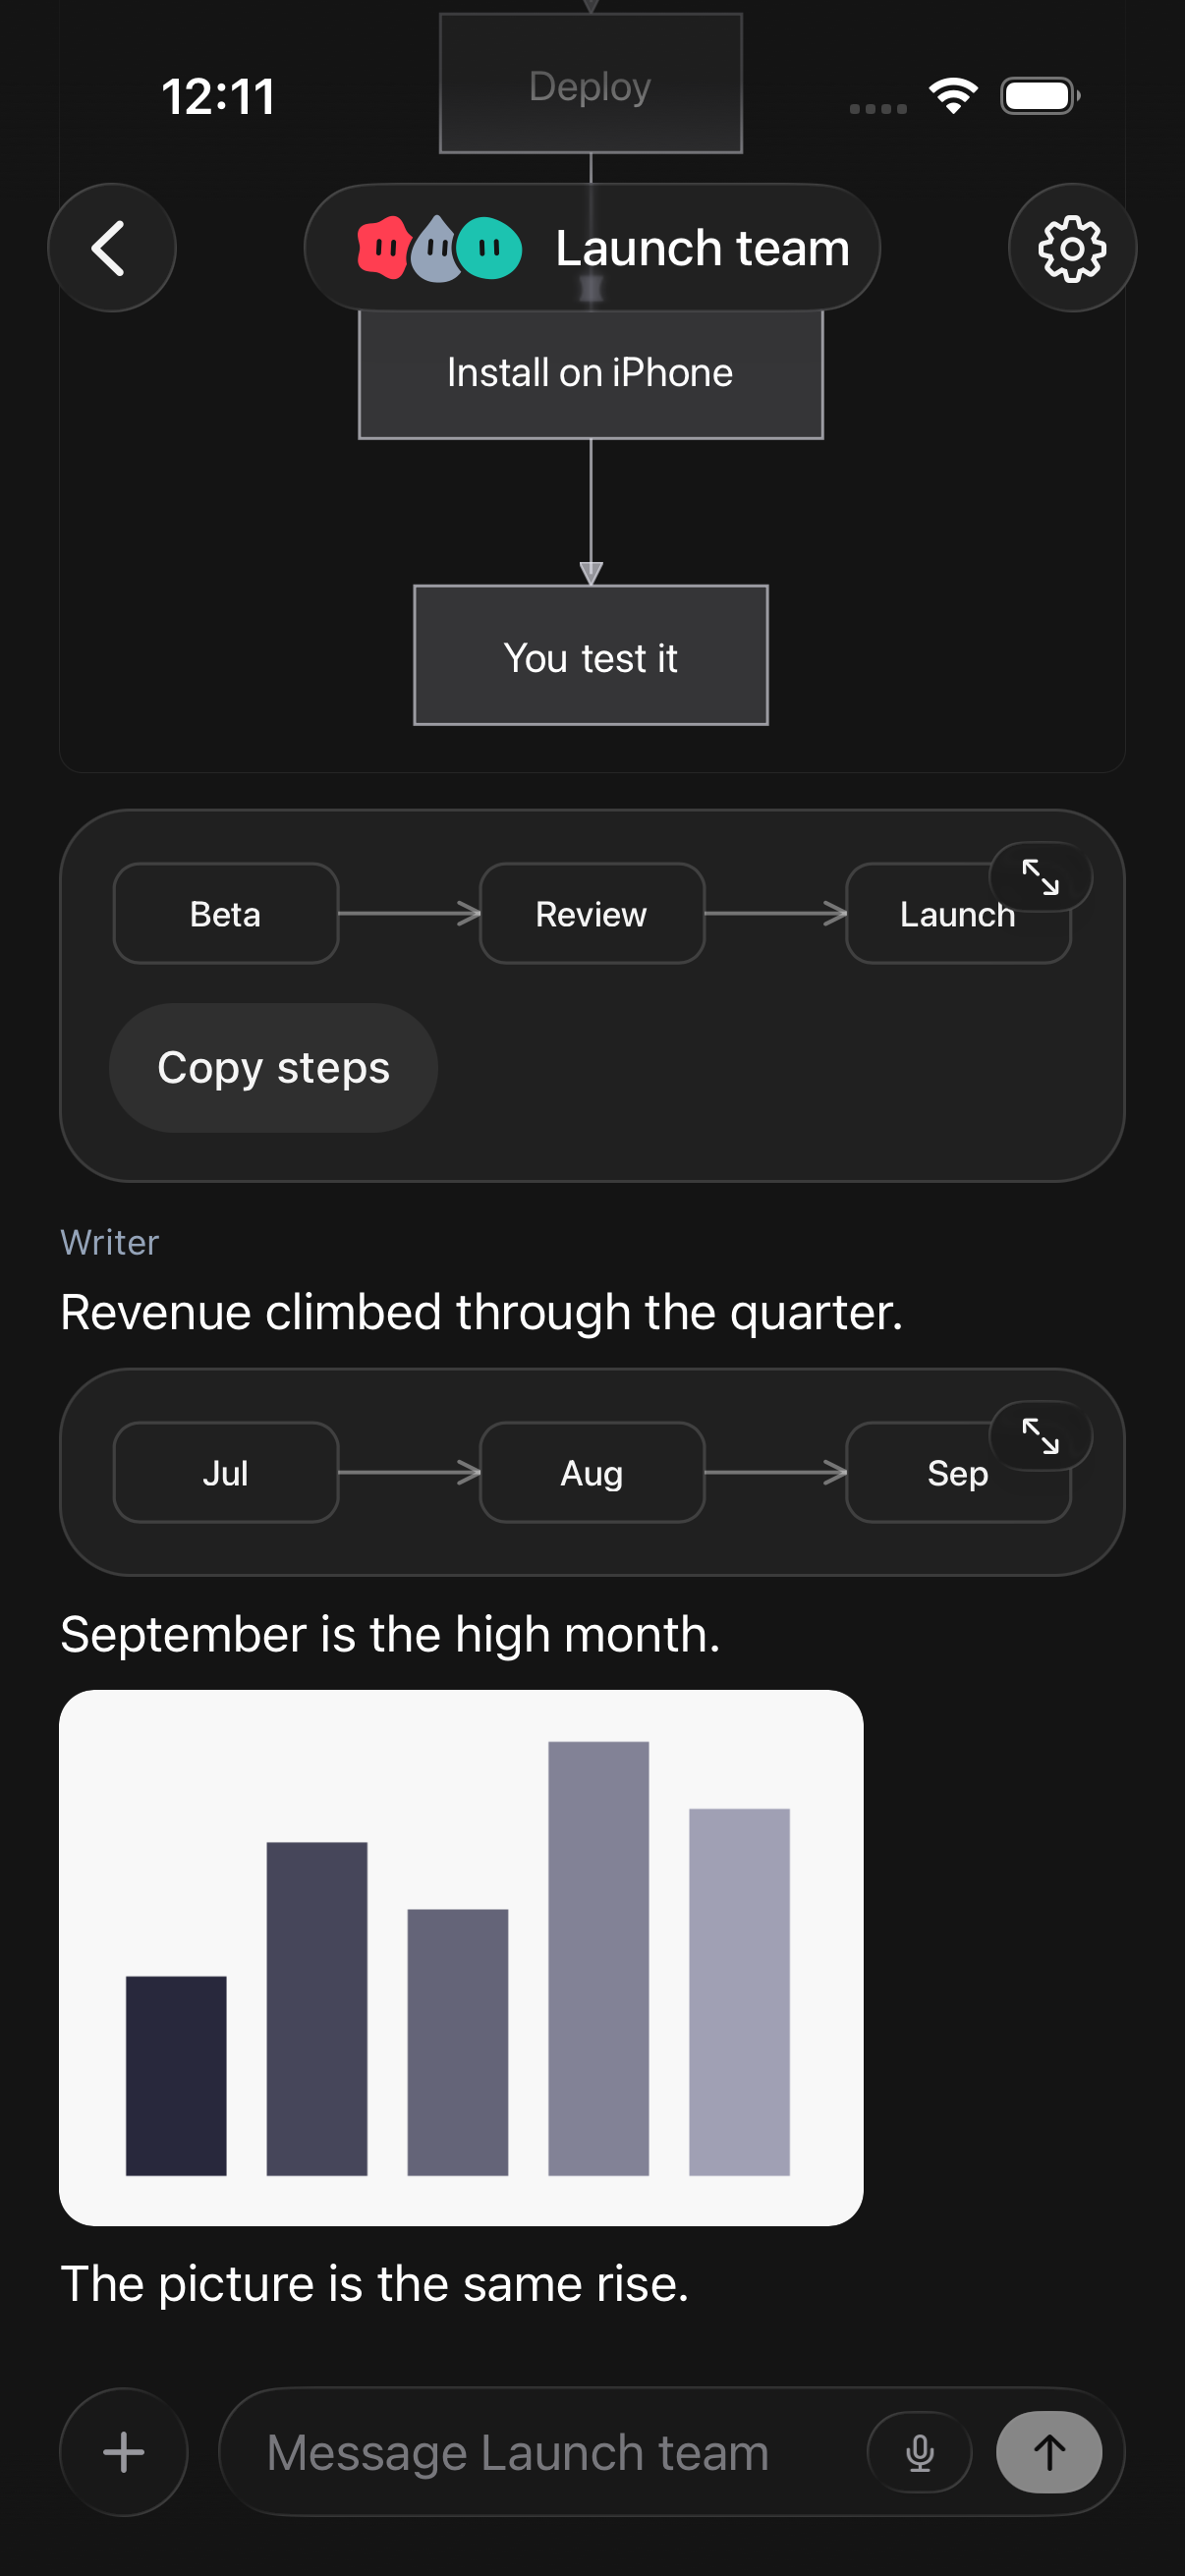 12:11
Deploy
Launch team
Install on iPhone
You test it
Beta
Review
Launch
Copy steps
Writer
Revenue climbed through the quarter.
Jul
Aug
Sep
September is the high month.
The picture is the same rise.
Message Launch team